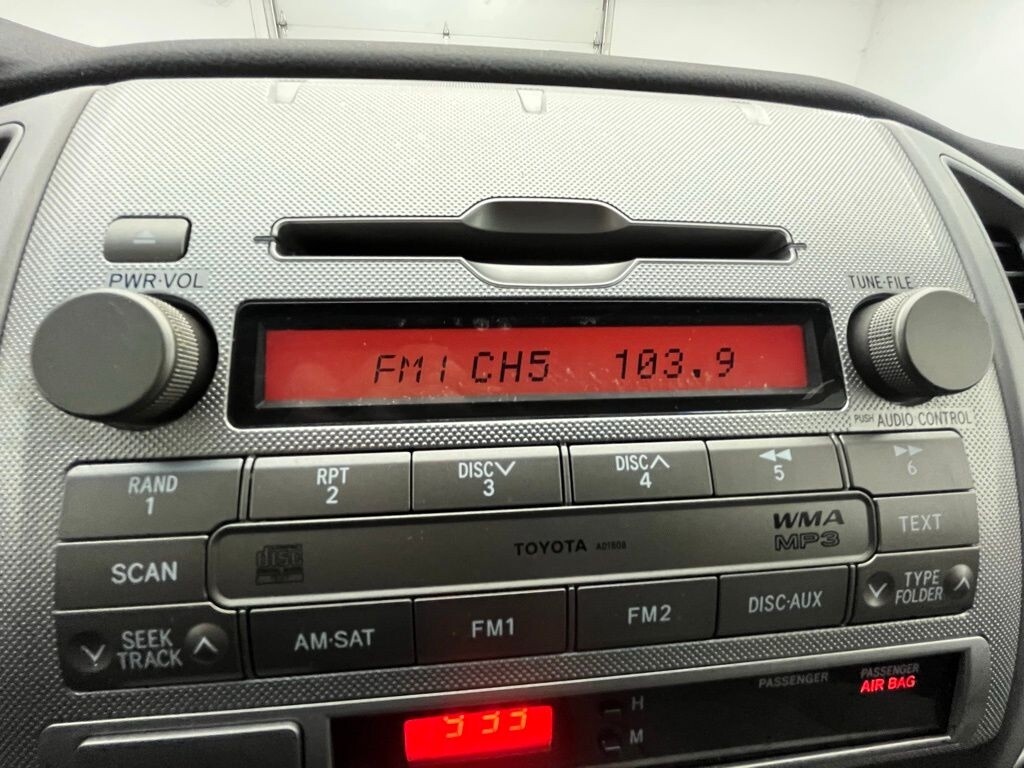 PWR·VOL
TUNE·FILE
FM1 CH5 103.9
PUSH AUDIO CONTROL
RAND
1
RPT
2
DISC
3
DISC
4
5
6
disc
TOYOTA A01808
WMA
MP3
TEXT
SCAN
SEEK
TRACK
AM·SAT
FM1
FM2
DISC·AUX
TYPE
FOLDER
PASSENGER
PASSENGER
AIR BAG
H
M